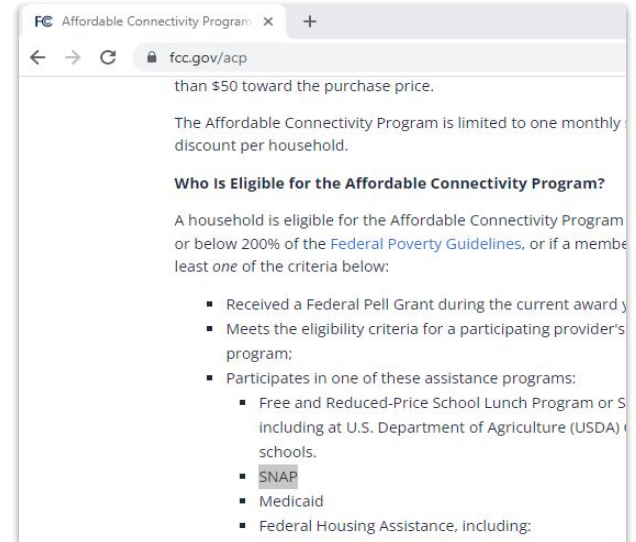 FCC Affordable Connectivity Program
fcc.gov/acp
than $50 toward the purchase price.
The Affordable Connectivity Program is limited to one monthly
discount per household.
Who Is Eligible for the Affordable Connectivity Program?
A household is eligible for the Affordable Connectivity Program
or below 200% of the Federal Poverty Guidelines, or if a membe
least one of the criteria below:
▪ Received a Federal Pell Grant during the current award y
▪ Meets the eligibility criteria for a participating provider's
program;
▪ Participates in one of these assistance programs:
▪ Free and Reduced-Price School Lunch Program or S
including at U.S. Department of Agriculture (USDA)
schools.
▪ SNAP
▪ Medicaid
▪ Federal Housing Assistance, including: